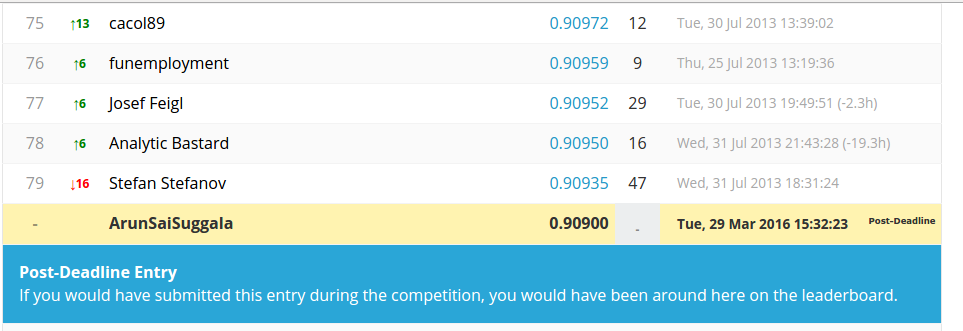 75 ↑13 cacol89 0.90972 12 Tue, 30 Jul 2013 13:39:02
76 ↑6 funemployment 0.90959 9 Thu, 25 Jul 2013 13:19:36
77 ↑6 Josef Feigl 0.90952 29 Tue, 30 Jul 2013 19:49:51 (-2.3h)
78 ↑6 Analytic Bastard 0.90950 16 Wed, 31 Jul 2013 21:43:28 (-19.3h)
79 ↓16 Stefan Stefanov 0.90935 47 Wed, 31 Jul 2013 18:31:24
- ArunSaiSuggala 0.90900 - Tue, 29 Mar 2016 15:32:23 Post-Deadline
Post-Deadline Entry
If you would have submitted this entry during the competition, you would have been around here on the leaderboard.